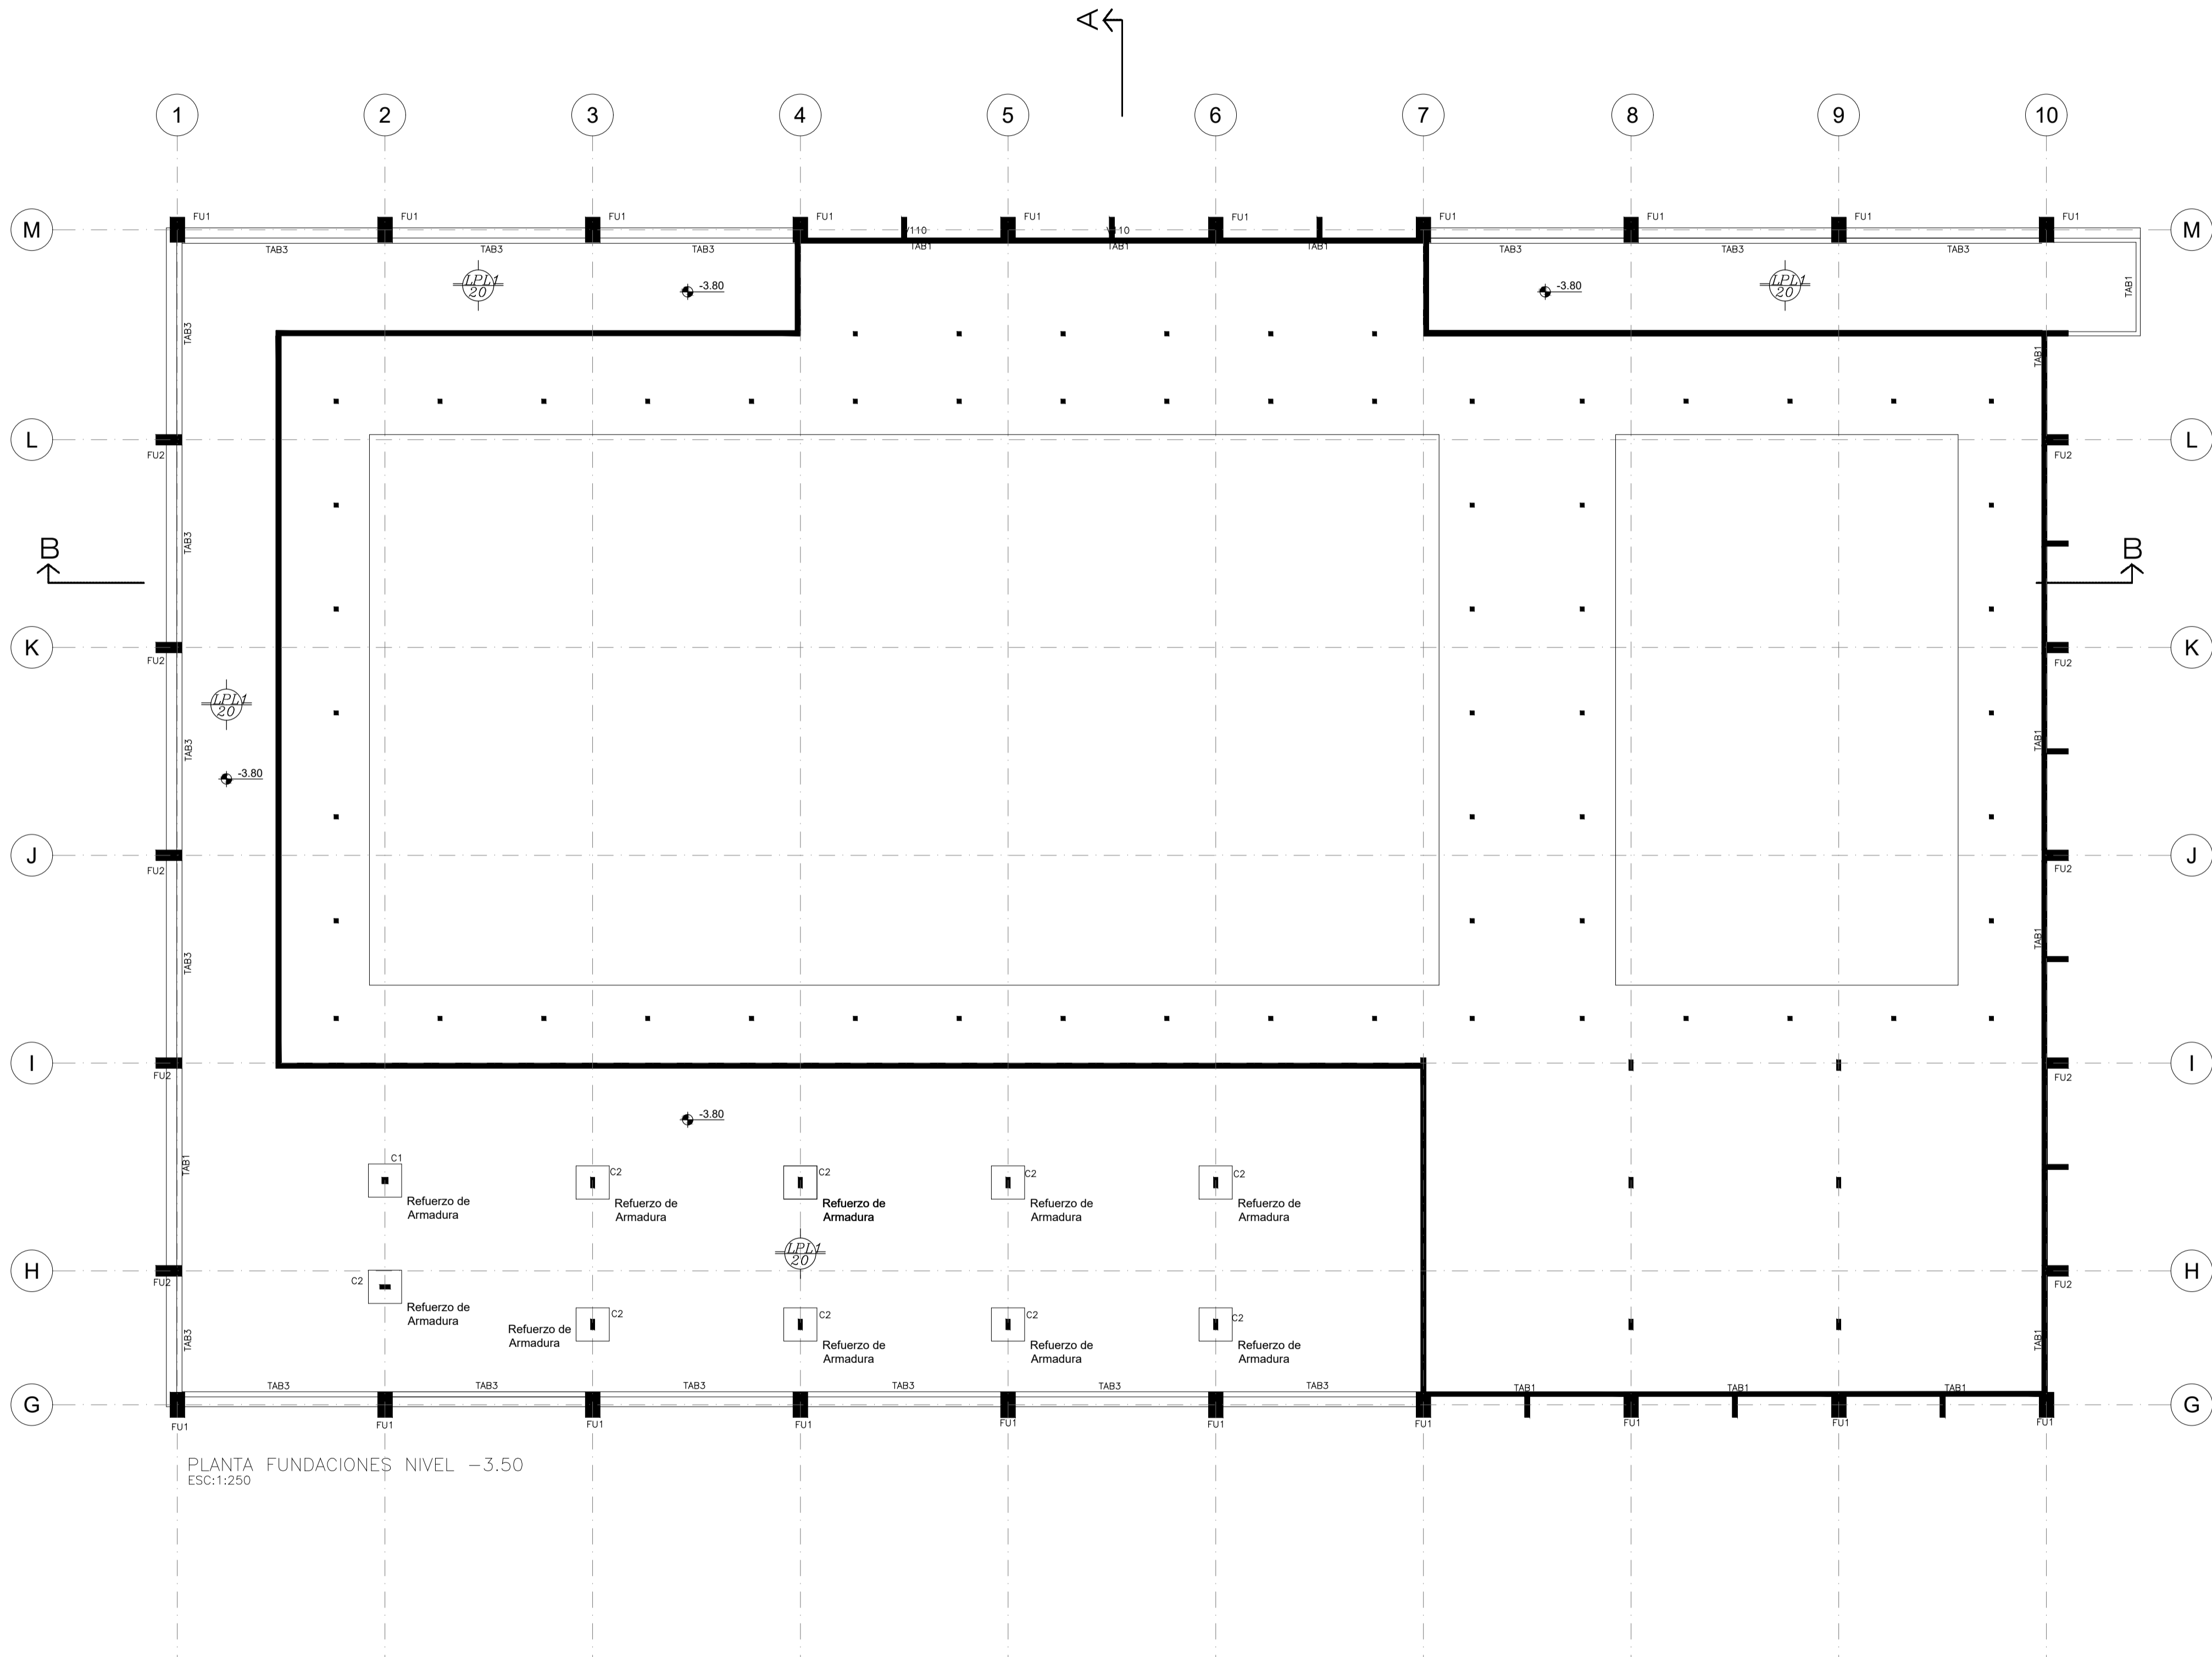 A
1 2 3 4 5 6 7 8 9 10
FU1 FU1 FU1 FU1 FU1 FU1 FU1 FU1 FU1 FU1
M M
V110 V110
TAB3 TAB3 TAB3 TAB1 TAB1 TAB1 TAB3 TAB3 TAB3
LPL1
20
-3.80
-3.80
LPL1
20
TAB1
TAB3
TAB1
L L
FU2 FU2
TAB3
B B
K K
FU2 FU2
LPL1
20
TAB3
TAB1
-3.80
J J
FU2 FU2
TAB3
TAB1
I I
FU2 FU2
-3.80
TAB1
C1 C2 C2 C2 C2
Refuerzo de
Armadura
Refuerzo de
Armadura
Refuerzo de
Armadura
Refuerzo de
Armadura
Refuerzo de
Armadura
LPL1
20
H H
FU2 FU2
C2
Refuerzo de
Armadura
C2 C2 C2 C2
Refuerzo de
Armadura
Refuerzo de
Armadura
Refuerzo de
Armadura
Refuerzo de
Armadura
TAB3
TAB1
TAB3 TAB3 TAB3 TAB3 TAB3 TAB3 TAB1 TAB1 TAB1
G G
FU1 FU1 FU1 FU1 FU1 FU1 FU1 FU1 FU1 FU1
PLANTA FUNDACIONES NIVEL -3.50
ESC:1:250